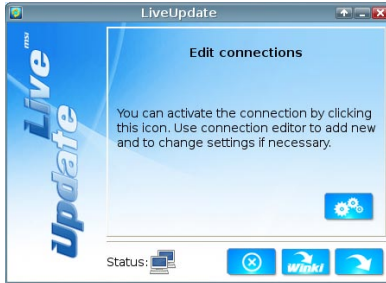 LiveUpdate
msi
Live
Update
Edit connections
You can activate the connection by clicking
this icon. Use connection editor to add new
and to change settings if necessary.
Status:
Winki